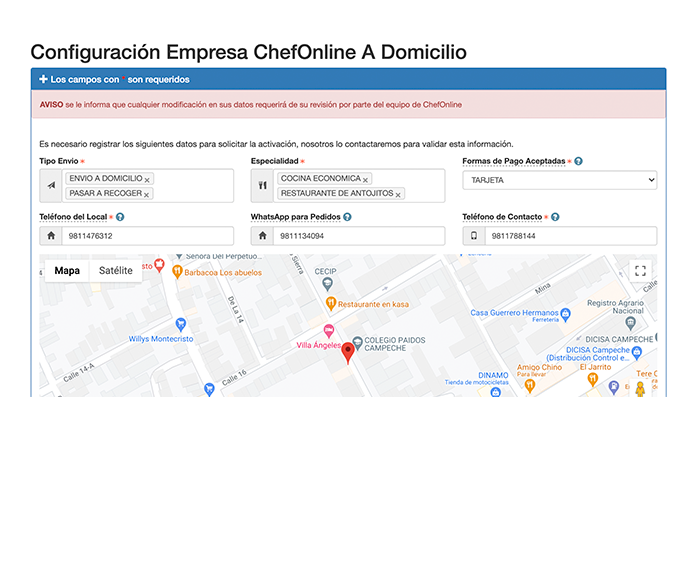 Configuración Empresa ChefOnline A Domicilio
Los campos con * son requeridos
AVISO se le informa que cualquier modificación en sus datos requerirá de su revisión por parte del equipo de ChefOnline
Es necesario registrar los siguientes datos para solicitar la activación, nosotros lo contactaremos para validar esta información.
Tipo Envio *
ENVIO A DOMICILIO x
PASAR A RECOGER x
Especialidad *
COCINA ECONOMICA x
RESTAURANTE DE ANTOJITOS x
Formas de Pago Aceptadas * ?
TARJETA
Teléfono del Local * ?
9811476312
WhatsApp para Pedidos ?
9811134094
Teléfono de Contacto * ?
9811788144
Mapa
Satélite
Señora Del Perpetuo...
Barbacoa Los abuelos
Sierra
CECIP
Restaurante en kasa
De La 14
Willys Montecristo
Villa Ángeles
COLEGIO PAIDOS
CAMPECHE
Calle 14-A
Calle 16
Mina
Calle
Casa Guerrero Hermanos
Ferretería
Registro Agrario
Nacional
DICISA CAMPECHE
DICISA Campeche
(Distribución Control e...
Amigo Chino
Para llevar
El Jarrito
DINAMO
Tienda de motocicletas
Tere C